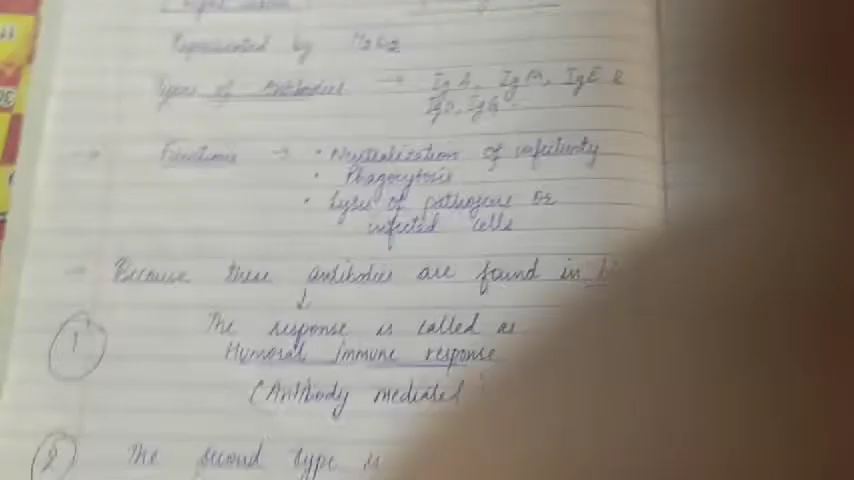 Represented by H2L2
Types of Antibodies → IgA, IgM, IgE &
IgD, IgG.
→ Functions → • Neutralization of infectivity
• Phagocytosis
• Lysis of pathogens or
infected cells
→ Because these antibodies are found in
↓
1 The response is called as
Humoral immune response
(Antibody mediated
2 The second type is